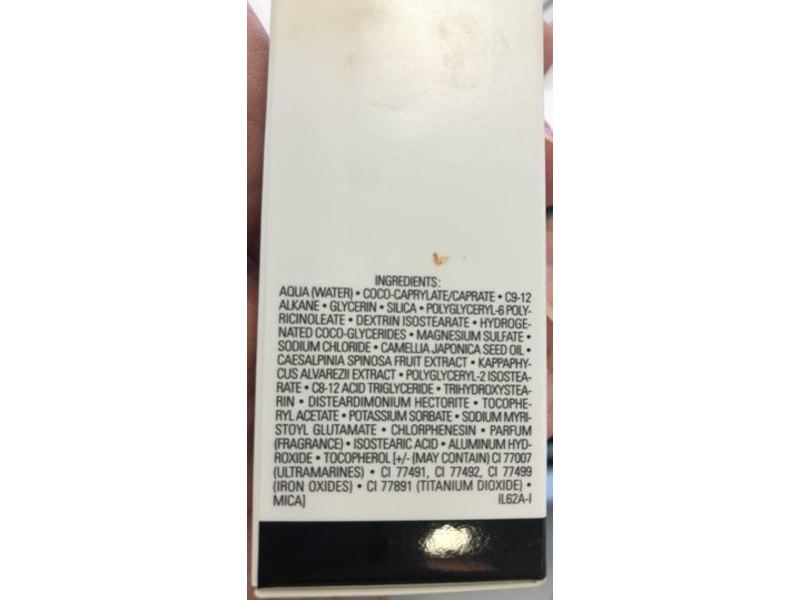 INGREDIENTS:
AQUA (WATER) • COCO-CAPRYLATE/CAPRATE • C9-12
ALKANE • GLYCERIN • SILICA • POLYGLYCERYL-6 POLY-
RICINOLEATE • DEXTRIN ISOSTEARATE • HYDROGE-
NATED COCO-GLYCERIDES • MAGNESIUM SULFATE •
SODIUM CHLORIDE • CAMELLIA JAPONICA SEED OIL •
CAESALPINIA SPINOSA FRUIT EXTRACT • KAPPAPHY-
CUS ALVAREZII EXTRACT • POLYGLYCERYL-2 ISOSTEA-
RATE • C8-12 ACID TRIGLYCERIDE • TRIHYDROXYSTEA-
RIN • DISTEARDIMONIUM HECTORITE • TOCOPHE-
RYL ACETATE • POTASSIUM SORBATE • SODIUM MYRI-
STOYL GLUTAMATE • CHLORPHENESIN • PARFUM
(FRAGRANCE) • ISOSTEARIC ACID • ALUMINUM HYD-
ROXIDE • TOCOPHEROL [+/- (MAY CONTAIN) CI 77007
(ULTRAMARINES) • CI 77491, CI 77492, CI 77499
(IRON OXIDES) • CI 77891 (TITANIUM DIOXIDE) •
MICA] IL62A-I